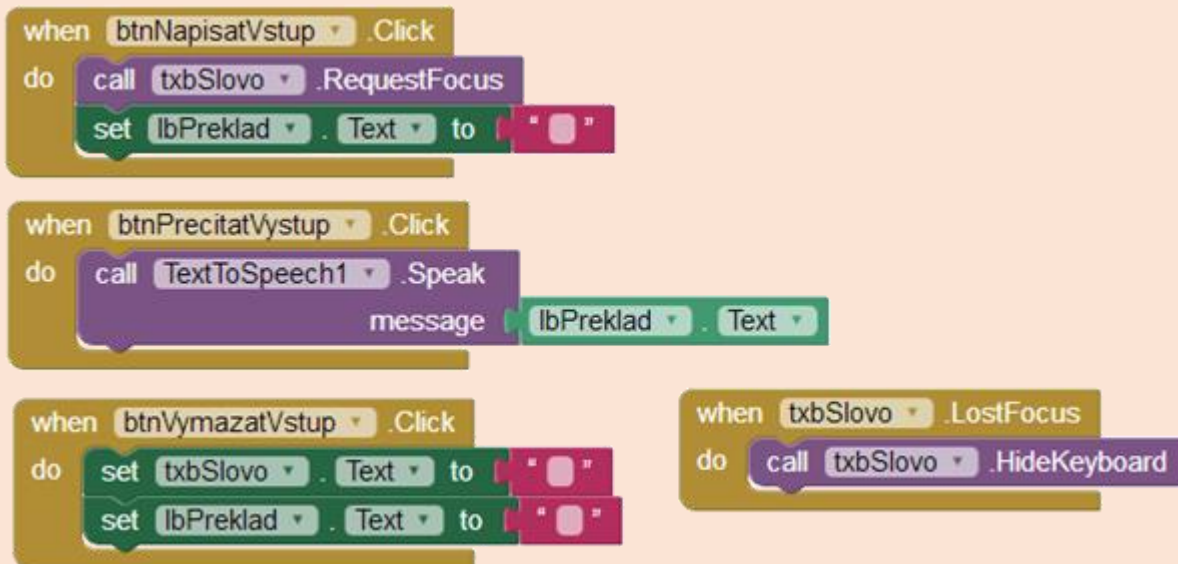 when btnNapisatVstup .Click
do call txbSlovo .RequestFocus
set lbPreklad . Text to " "
when btnPrecitatVystup .Click
do call TextToSpeech1 .Speak
message lbPreklad . Text
when btnVymazatVstup .Click
do set txbSlovo . Text to " "
set lbPreklad . Text to " "
when txbSlovo .LostFocus
do call txbSlovo .HideKeyboard